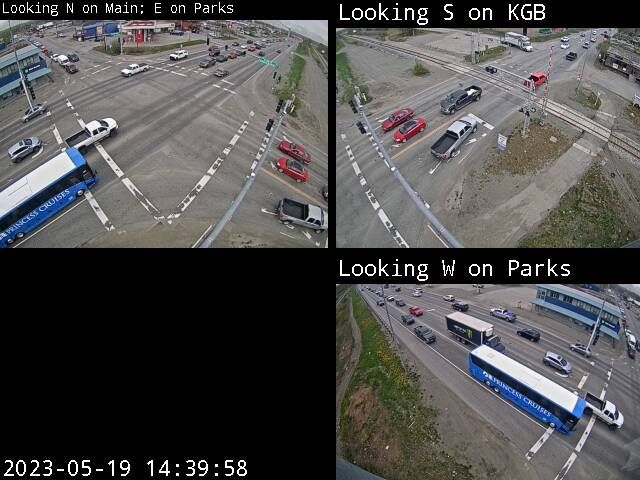 Looking N on Main; E on Parks
Looking S on KGB
PRINCESS CRUISES
Looking W on Parks
PRINCESS CRUISES
2023-05-19 14:39:58